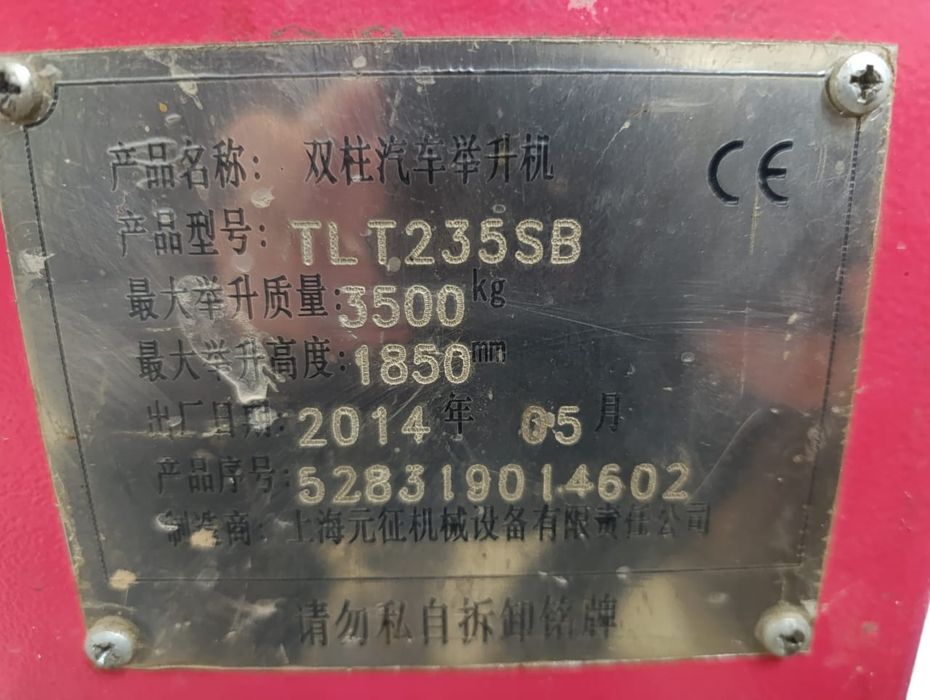 产品名称: 双柱汽车举升机 CE
产品型号: TLT235SB
最大举升质量: 3500kg
最大举升高度: 1850mm
出厂日期: 2014年 05月
产品序号: 528319014602
制造商: 上海元征机械设备有限责任公司
请勿私自拆卸铭牌